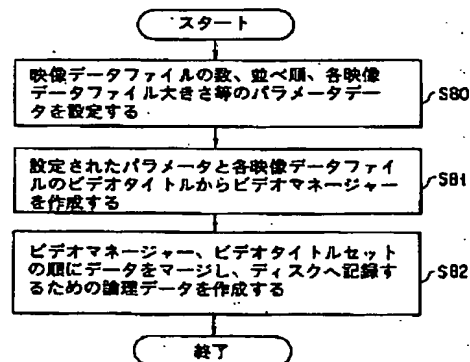 スタート
映像データファイルの数、並べ順、各映像
データファイル大きさ等のパラメータデー
タを設定する
S80
設定されたパラメータと各映像データファイ
ルのビデオタイトルからビデオマネージャー
を作成する
S81
ビデオマネージャー、ビデオタイトルセット
の順にデータをマージし、ディスクへ記録す
るための論理データを作成する
S82
終了